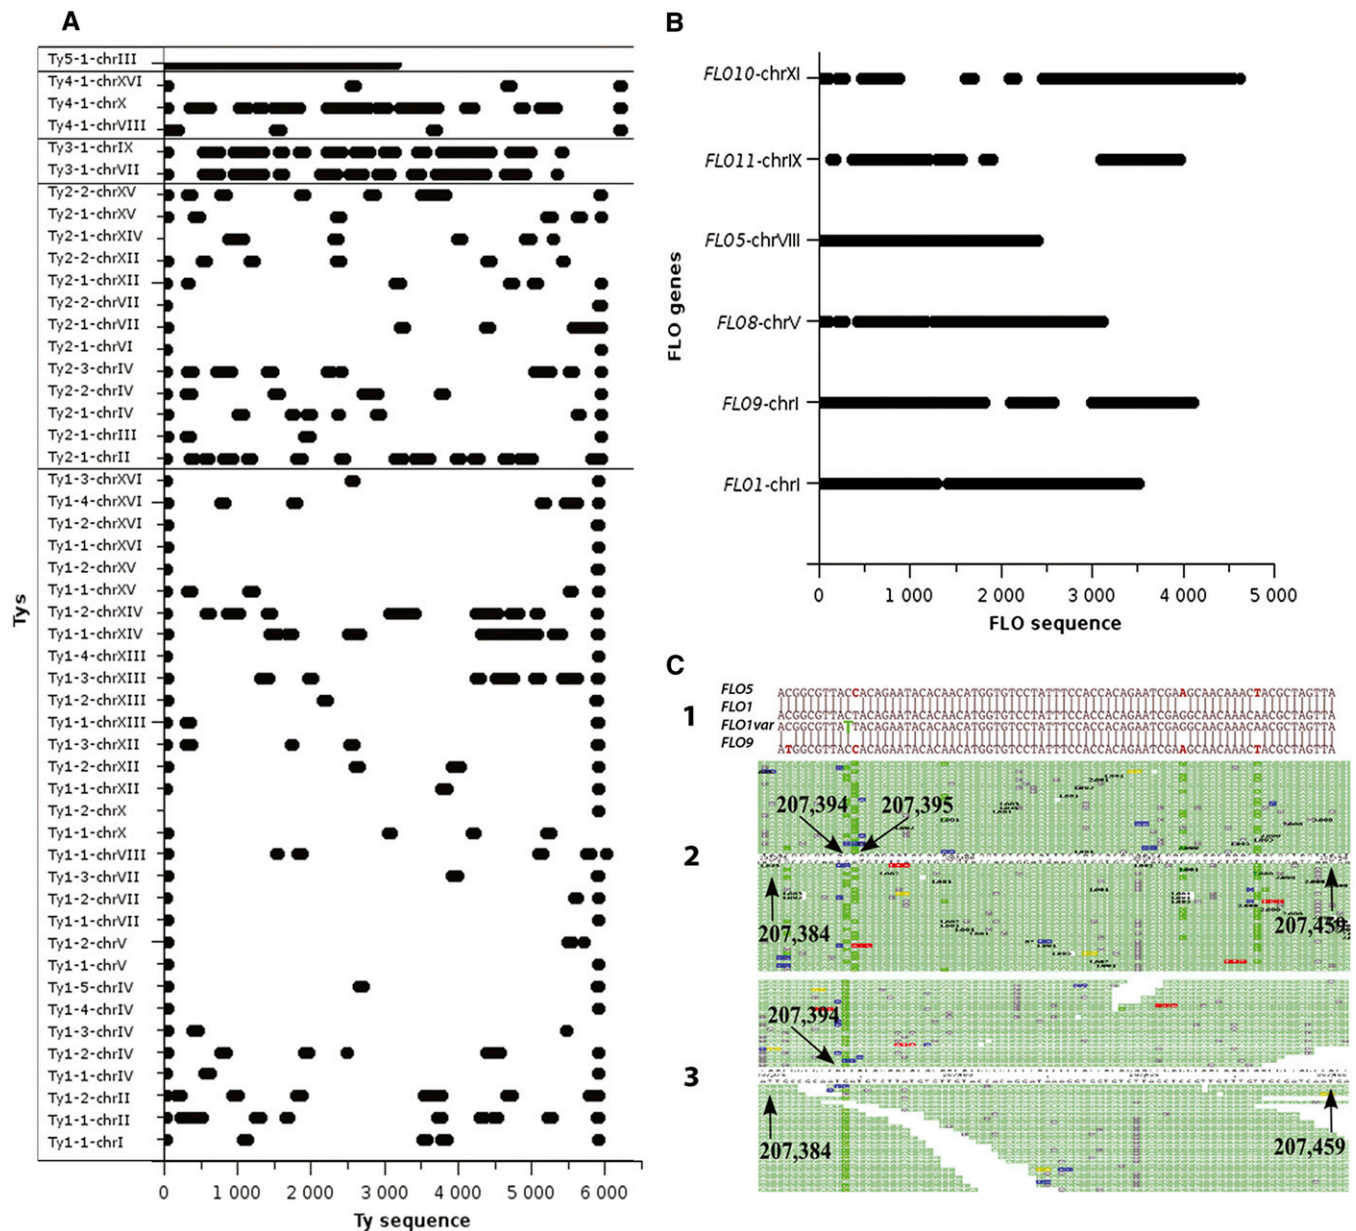 A
Ty5-1-chrIII
Ty4-1-chrXVI
Ty4-1-chrX
Ty4-1-chrVIII
Ty3-1-chrIX
Ty3-1-chrVII
Ty2-2-chrXV
Ty2-1-chrXV
Ty2-1-chrXIV
Ty2-2-chrXII
Ty2-1-chrXII
Ty2-2-chrVII
Ty2-1-chrVII
Ty2-1-chrVI
Ty2-3-chrIV
Ty2-2-chrIV
Ty2-1-chrIV
Ty2-1-chrIII
Ty2-1-chrII
Ty1-3-chrXVI
Ty1-4-chrXVI
Ty1-2-chrXVI
Ty1-1-chrXVI
Ty1-2-chrXV
Ty1-1-chrXV
Ty1-2-chrXIV
Ty1-1-chrXIV
Ty1-4-chrXIII
Ty1-3-chrXIII
Ty1-2-chrXIII
Ty1-1-chrXIII
Ty1-3-chrXII
Ty1-2-chrXII
Ty1-1-chrXII
Ty1-2-chrX
Ty1-1-chrX
Ty1-1-chrVIII
Ty1-3-chrVII
Ty1-2-chrVII
Ty1-1-chrVII
Ty1-2-chrV
Ty1-1-chrV
Ty1-5-chrIV
Ty1-4-chrIV
Ty1-3-chrIV
Ty1-2-chrIV
Ty1-1-chrIV
Ty1-2-chrII
Ty1-1-chrII
Ty1-1-chrI
Tys
0 1 000 2 000 3 000 4 000 5 000 6 000
Ty sequence
B
FLO10-chrXI
FLO11-chrIX
FLO5-chrVIII
FLO8-chrV
FLO9-chrI
FLO1-chrI
FLO genes
0 1 000 2 000 3 000 4 000 5 000
FLO sequence
C
1
FLO5 ACGGCGTTACCACAGAATACACAACATGGTGTCCTATTTCCACCACAGAATCGAAGCAACAAACTACGCTAGTTA
FLO1 ACGGCGTTACTACAGAATACACAACATGGTGTCCTATTTCCACCACAGAATCGAGGCAACAAACAACGCTAGTTA
FLO1var ACGGCGTTATTACAGAATACACAACATGGTGTCCTATTTCCACCACAGAATCGAGGCAACAAACAACGCTAGTTA
FLO9 ATGGCGTTACCACAGAATACACAACATGGTGTCCTATTTCCACCACAGAATCGAAGCAACAAACTACGCTAGTTA
2
207,394 207,395
207,384 207,459
3
207,394
207,384 207,459